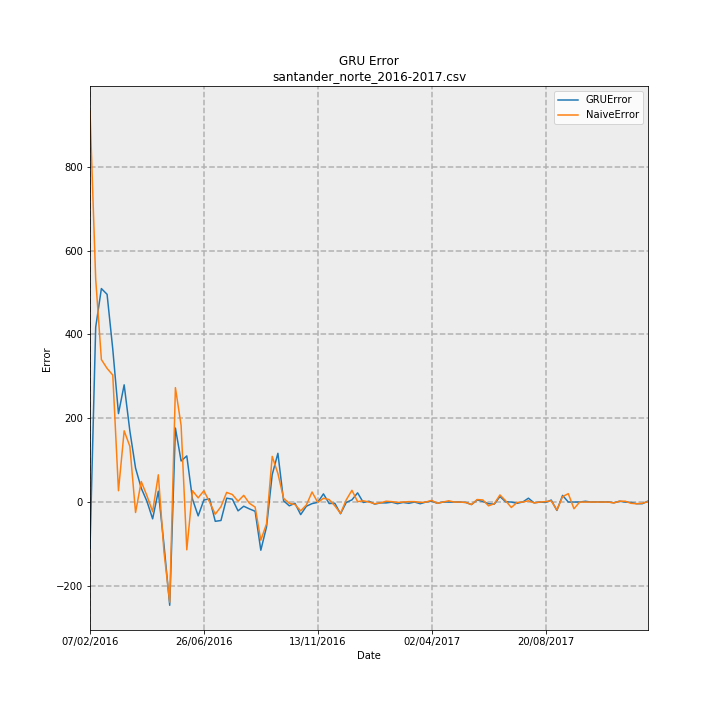 GRU Error
santander_norte_2016-2017.csv
GRUError
NaiveError
800
600
400
200
0
−200
Error
07/02/2016 26/06/2016 13/11/2016 02/04/2017 20/08/2017
Date